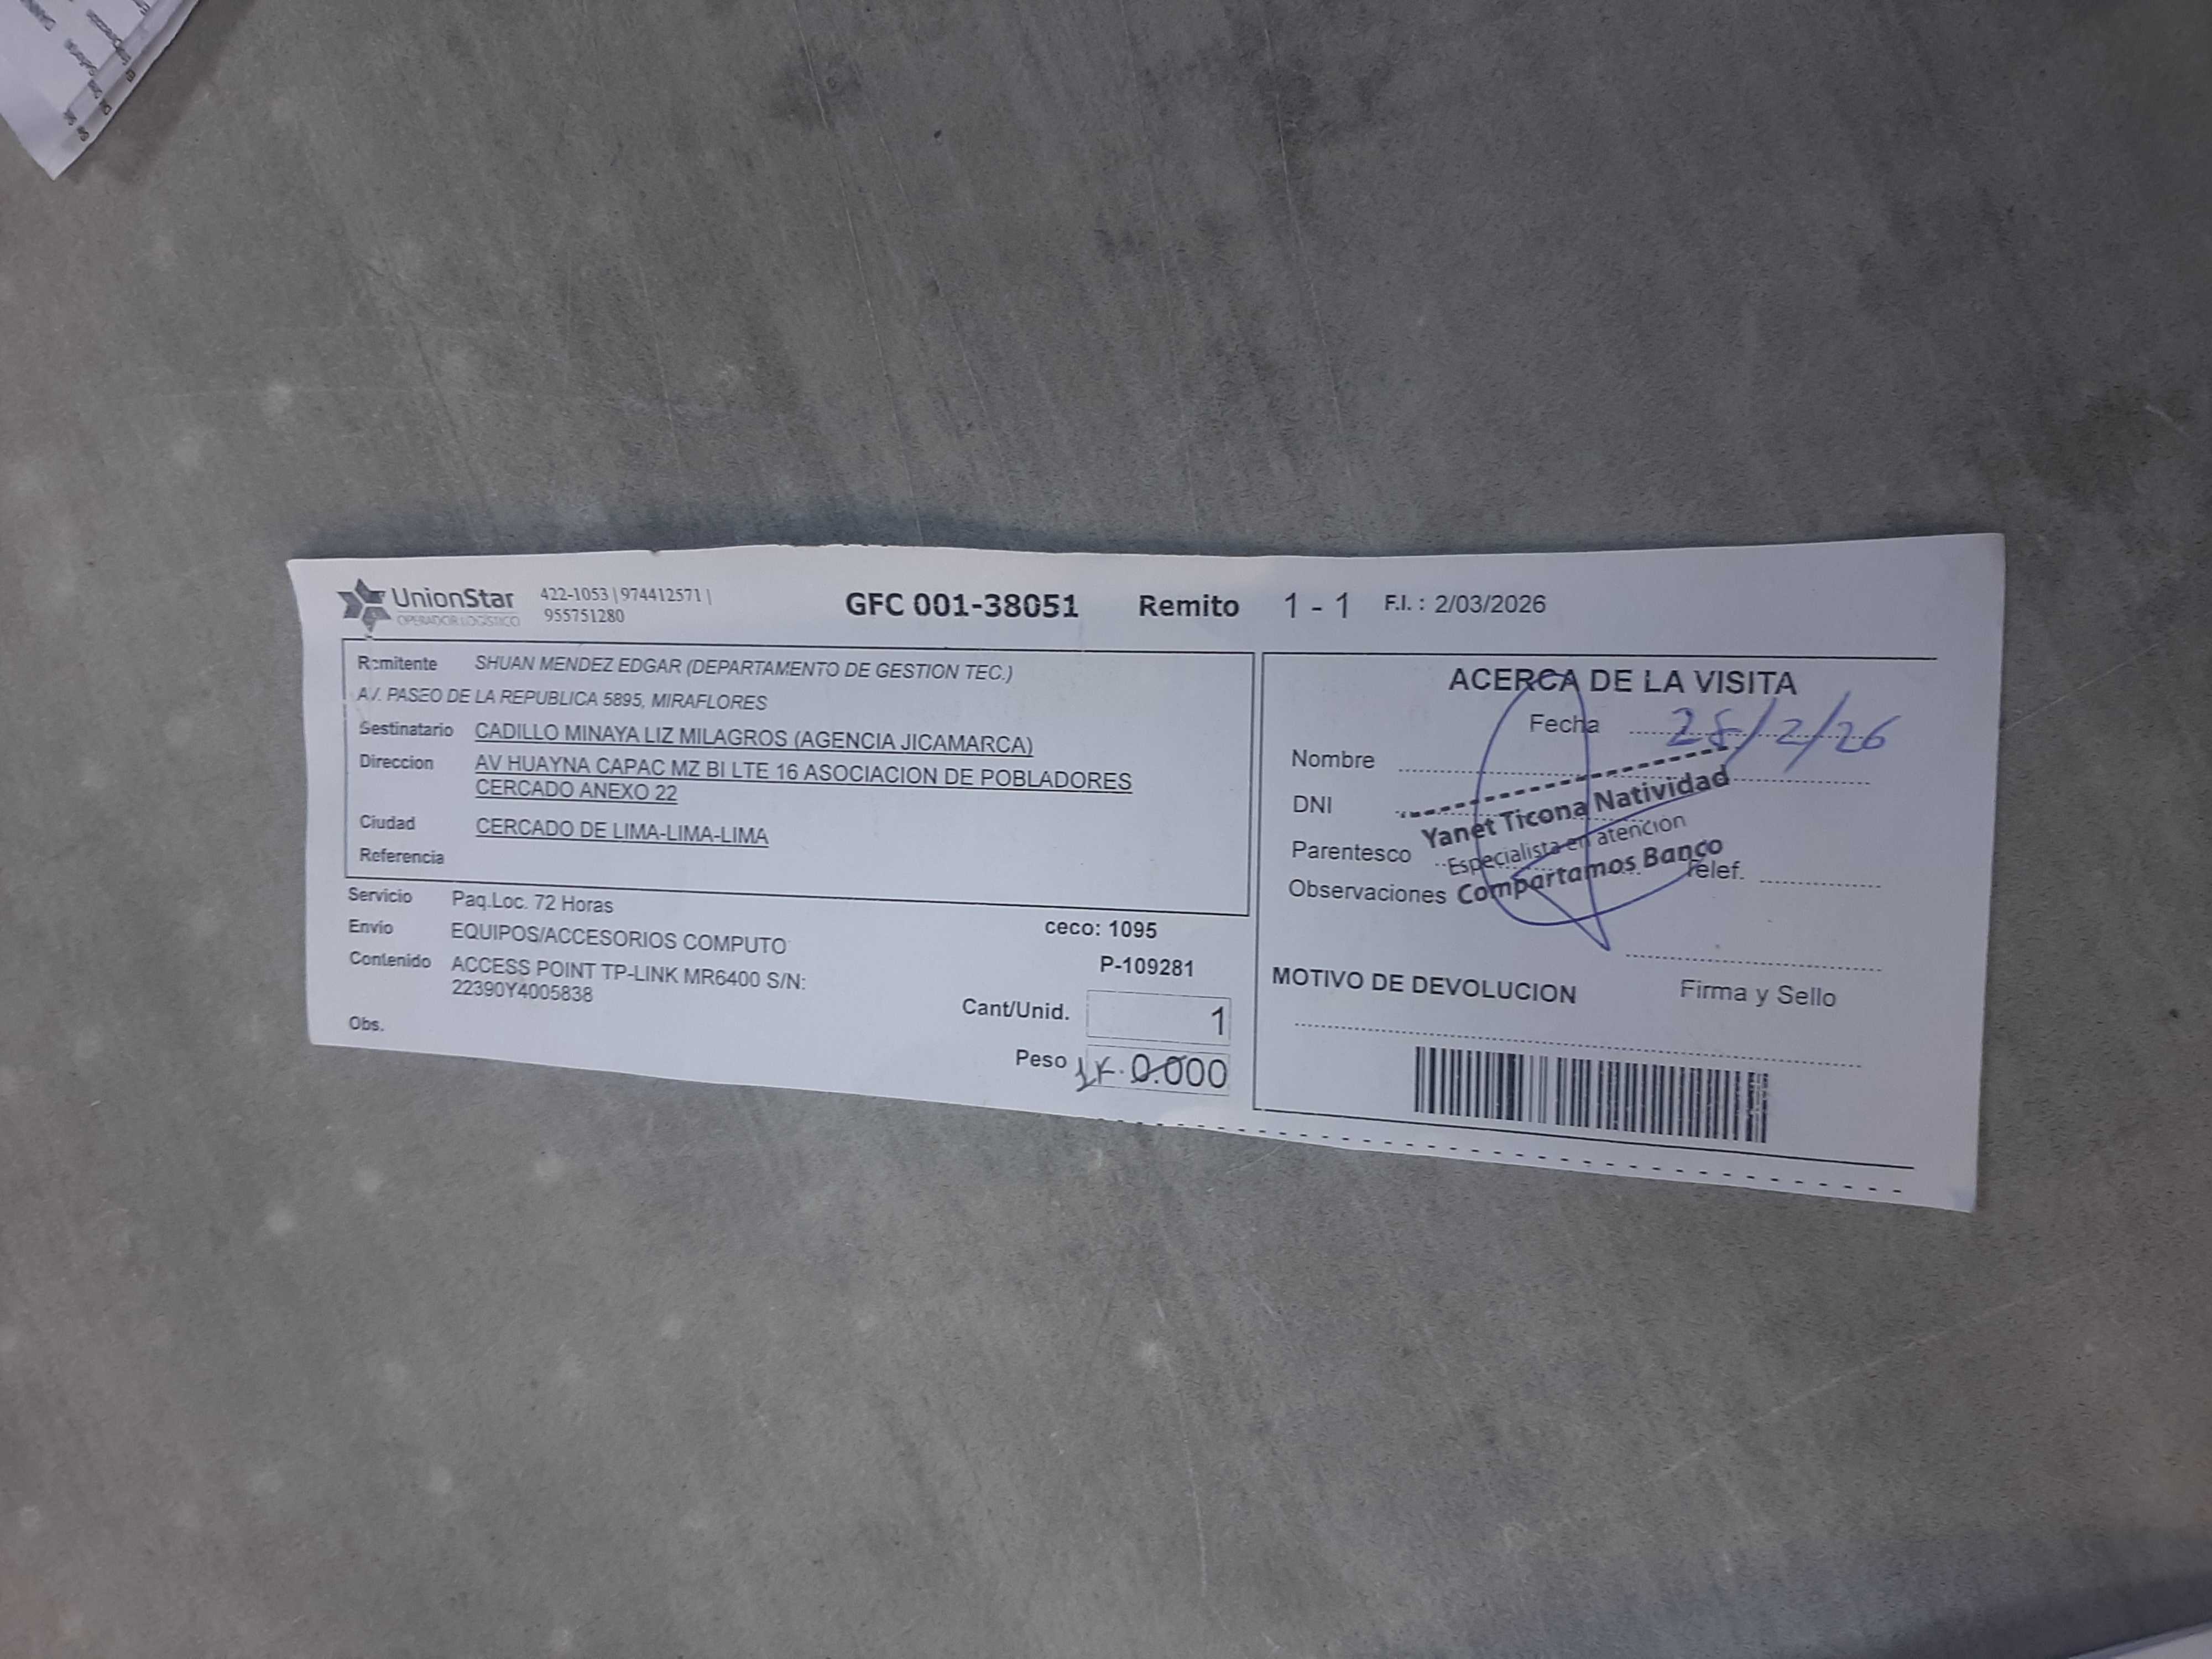 UnionStar
OPERADOR LOGÍSTICO
422-1053 | 974412571 |
955751280
GFC 001-38051 Remito 1 - 1 F.I. : 2/03/2026
Remitente SHUAN MENDEZ EDGAR (DEPARTAMENTO DE GESTION TEC.)
AV. PASEO DE LA REPUBLICA 5895, MIRAFLORES
Sestinatario CADILLO MINAYA LIZ MILAGROS (AGENCIA JICAMARCA)
Direccion AV HUAYNA CAPAC MZ BI LTE 16 ASOCIACION DE POBLADORES
CERCADO ANEXO 22
Ciudad CERCADO DE LIMA-LIMA-LIMA
Referencia
Servicio Paq.Loc. 72 Horas
ceco: 1095
Envio EQUIPOS/ACCESORIOS COMPUTO
P-109281
Contenido ACCESS POINT TP-LINK MR6400 S/N:
22390Y4005838
Cant/Unid. 1
Obs.
Peso 1K. 0.000
ACERCA DE LA VISITA
Fecha 28/2/26
Nombre
DNI
Yanet Ticona Natividad
Parentesco
Especialista en atención
Observaciones Compartamos Banco
Telef.
MOTIVO DE DEVOLUCION
Firma y Sello